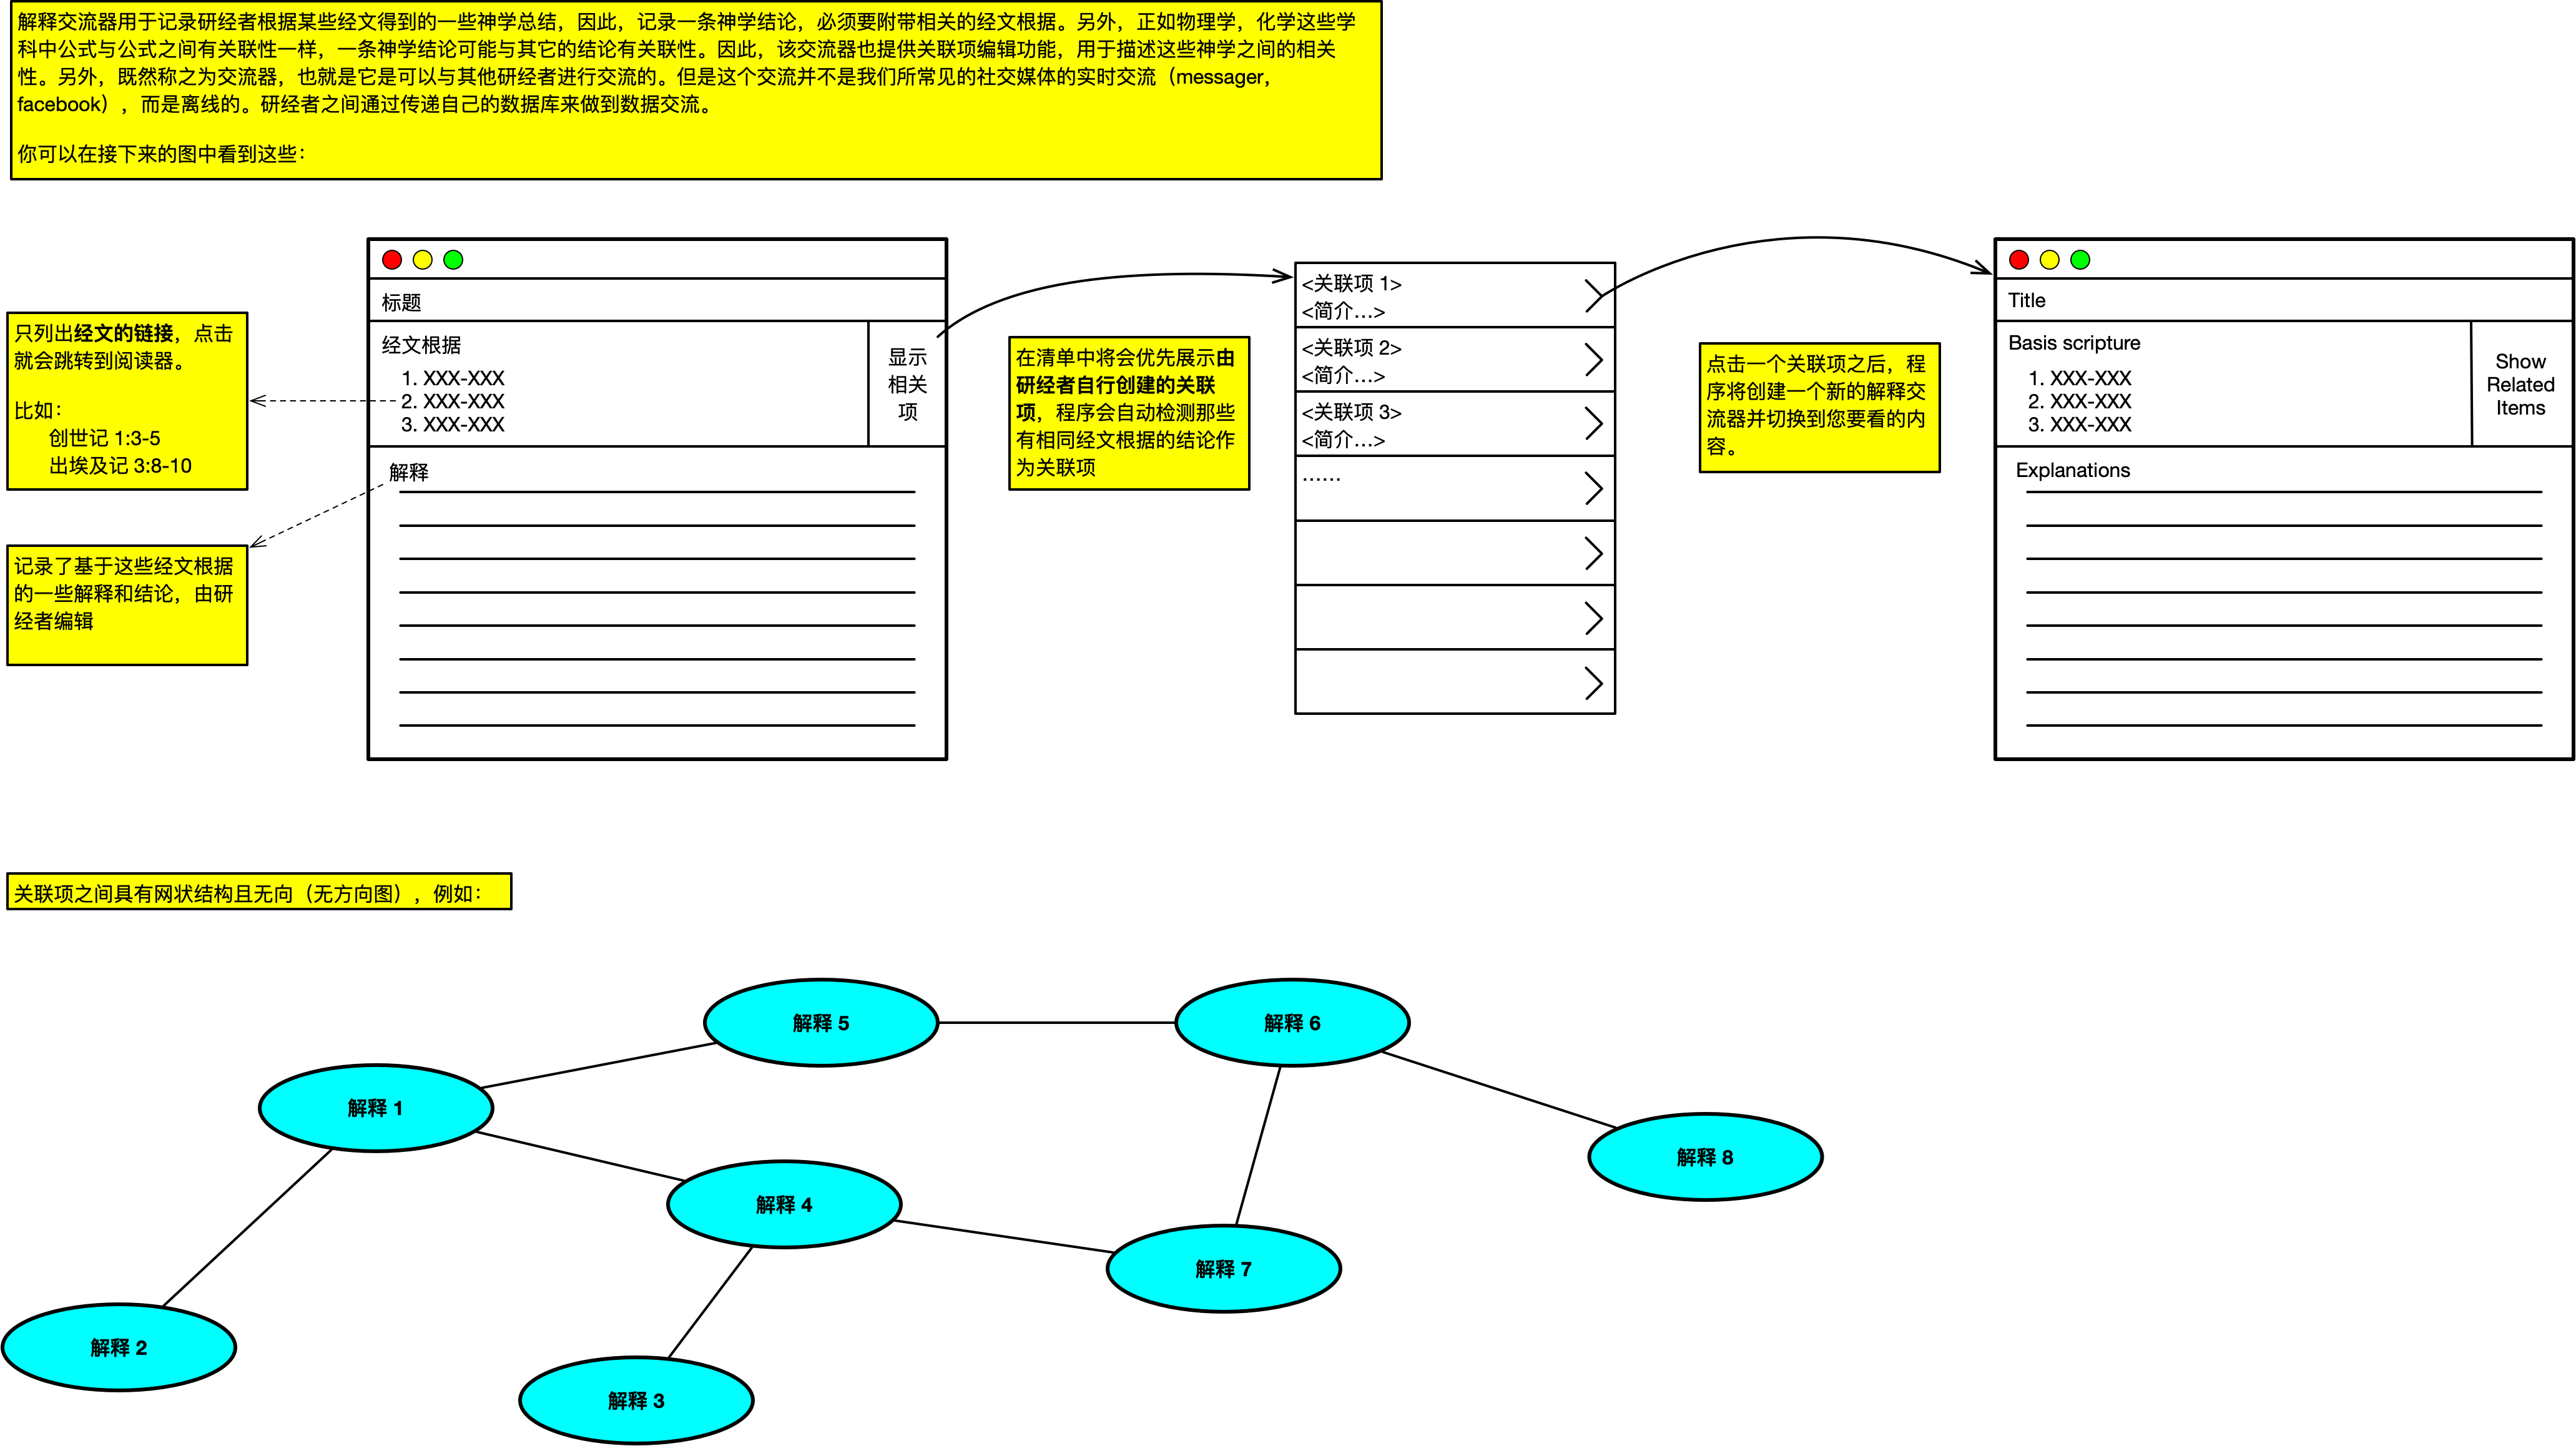 解释交流器用于记录研经者根据某些经文得到的一些神学总结，因此，记录一条神学结论，必须要附带相关的经文根据。另外，正如物理学，化学这些学
科中公式与公式之间有关联性一样，一条神学结论可能与其它的结论有关联性。因此，该交流器也提供关联项编辑功能，用于描述这些神学之间的相关
性。另外，既然称之为交流器，也就是它是可以与其他研经者进行交流的。但是这个交流并不是我们所常见的社交媒体的实时交流（messager，
facebook），而是离线的。研经者之间通过传递自己的数据库来做到数据交流。
你可以在接下来的图中看到这些：
只列出经文的链接，点击
就会跳转到阅读器。
比如：
创世记 1:3-5
出埃及记 3:8-10
记录了基于这些经文根据
的一些解释和结论，由研
经者编辑
标题
经文根据
1. XXX-XXX
2. XXX-XXX
3. XXX-XXX
显示
相关
项
解释
在清单中将会优先展示由
研经者自行创建的关联
项，程序会自动检测那些
有相同经文根据的结论作
为关联项
<关联项 1>
<简介...>
<关联项 2>
<简介...>
<关联项 3>
<简介...>
......
点击一个关联项之后，程
序将创建一个新的解释交
流器并切换到您要看的内
容。
Title
Basis scripture
1. XXX-XXX
2. XXX-XXX
3. XXX-XXX
Show
Related
Items
Explanations
关联项之间具有网状结构且无向（无方向图），例如：
解释 5
解释 6
解释 1
解释 8
解释 4
解释 7
解释 2
解释 3